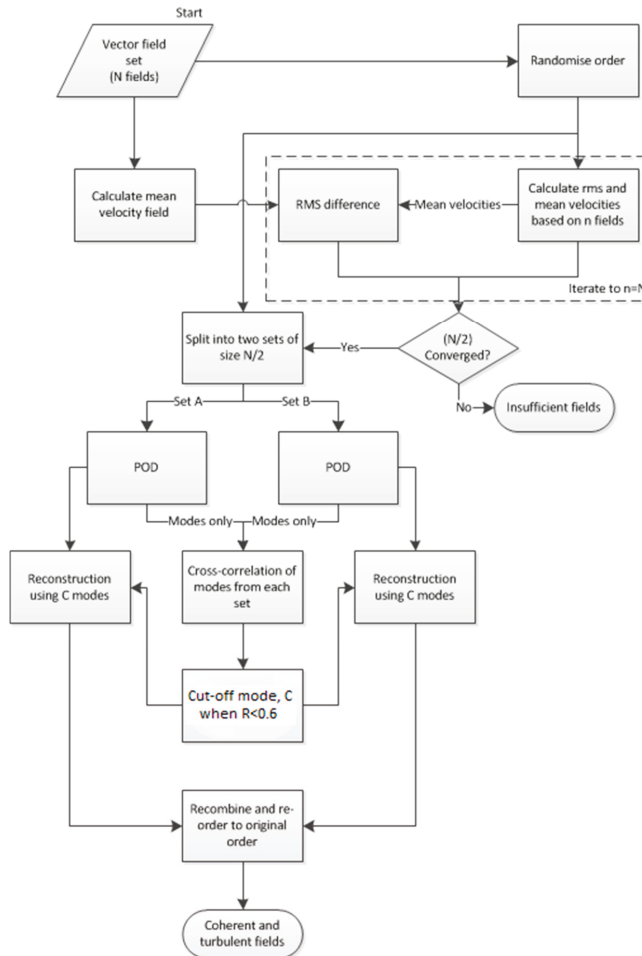 Start
Vector field
set
(N fields)
Randomise order
Calculate mean
velocity field
RMS difference
Mean velocities
Calculate rms and
mean velocities
based on n fields
Iterate to n=N
Split into two sets of
size N/2
Yes
(N/2)
Converged?
No
Insufficient fields
Set A
Set B
POD
POD
Modes only
Modes only
Reconstruction
using C modes
Cross-correlation of
modes from each
set
Reconstruction
using C modes
Cut-off mode, C
when R<0.6
Recombine and re-
order to original
order
Coherent and
turbulent fields